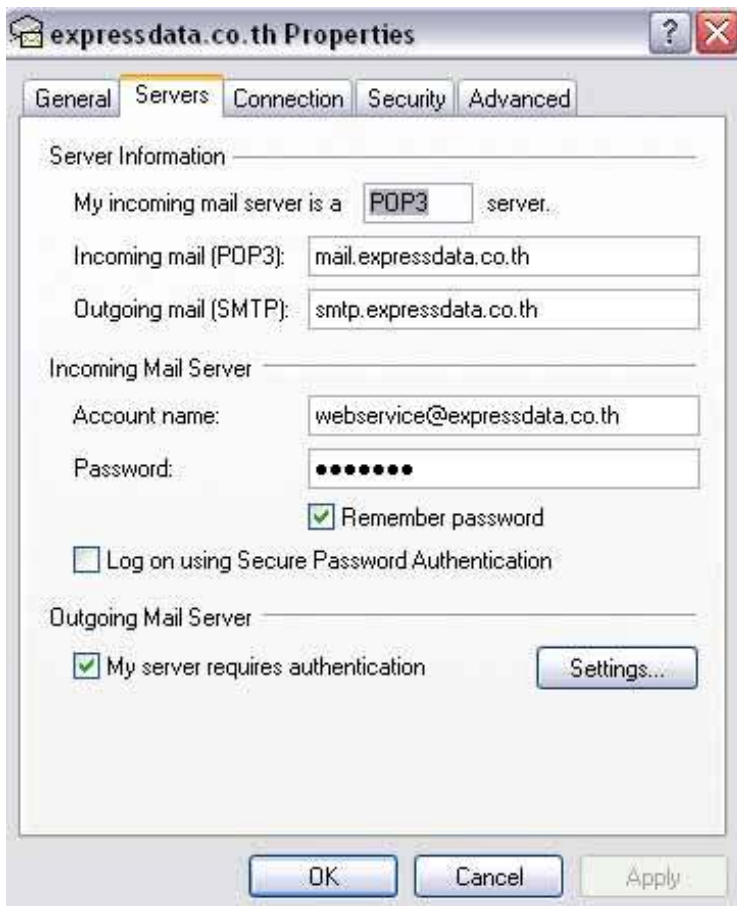 expressdata.co.th Properties
General Servers Connection Security Advanced
Server Information
My incoming mail server is a POP3 server.
Incoming mail (POP3): mail.expressdata.co.th
Outgoing mail (SMTP): smtp.expressdata.co.th
Incoming Mail Server
Account name: webservice@expressdata.co.th
Password: •••••••
Remember password
Log on using Secure Password Authentication
Outgoing Mail Server
My server requires authentication Settings...
OK Cancel Apply